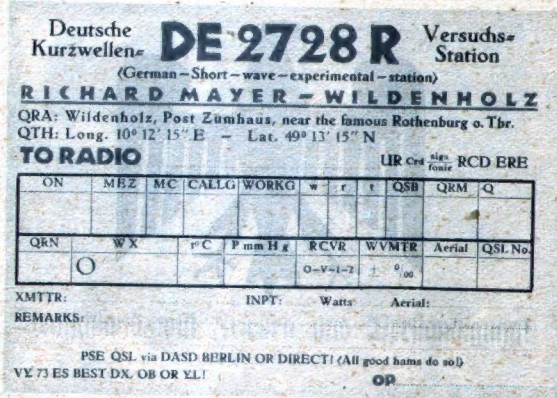 Deutsche Kurzwellen= DE 2728 R Versuchs= Station
(German – Short – wave – experimental – station)
RICHARD MAYER – WILDENHOLZ
QRA: Wildenholz, Post Zumhaus, near the famous Rothenburg o. Tbr.
QTH: Long. 10° 12' 15" E – Lat. 49° 13' 15" N
TO RADIO UR Crd sigs fonie RCD ERE
ON MEZ MC CALLG WORKG w r t QSB QRM Q
QRN WX t° C P mm Hg RCVR WVMTR Aerial QSL No.
O O-V-1-2 ± 0/00
XMTTR: INPT: Watts Aerial:
REMARKS:
PSE QSL via DASD BERLIN OR DIRECT! (All good hams do so!)
VY 73 ES BEST DX, OB OR YL!
OP